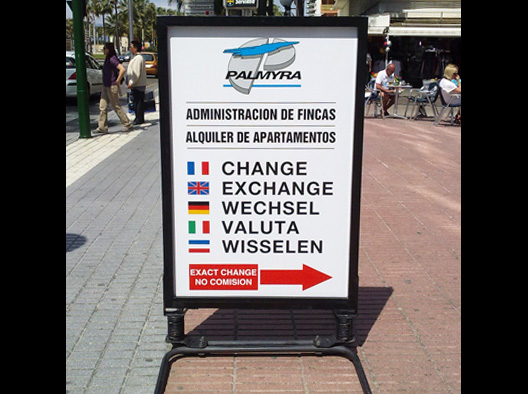 PALMYRA
ADMINISTRACION DE FINCAS
ALQUILER DE APARTAMENTOS
CHANGE
EXCHANGE
WECHSEL
VALUTA
WISSELEN
EXACT CHANGE
NO COMISION